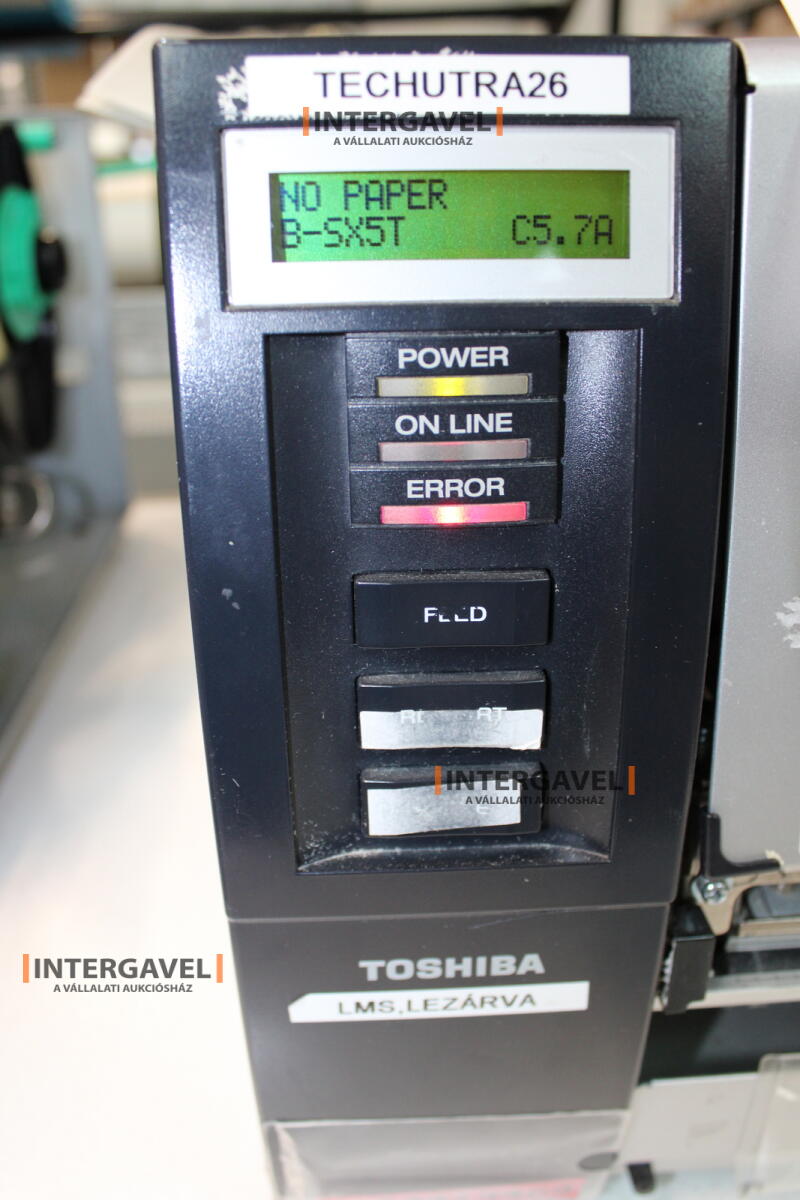 TECHUTRA26
INTERGAVEL
A VÁLLALATI AUKCIÓSHÁZ
NO PAPER
B-SX5T C5.7A
POWER
ON LINE
ERROR
FEED
INTERGAVEL
A VÁLLALATI AUKCIÓSHÁZ
TOSHIBA
INTERGAVEL
A VÁLLALATI AUKCIÓSHÁZ
LMS,LEZÁRVA